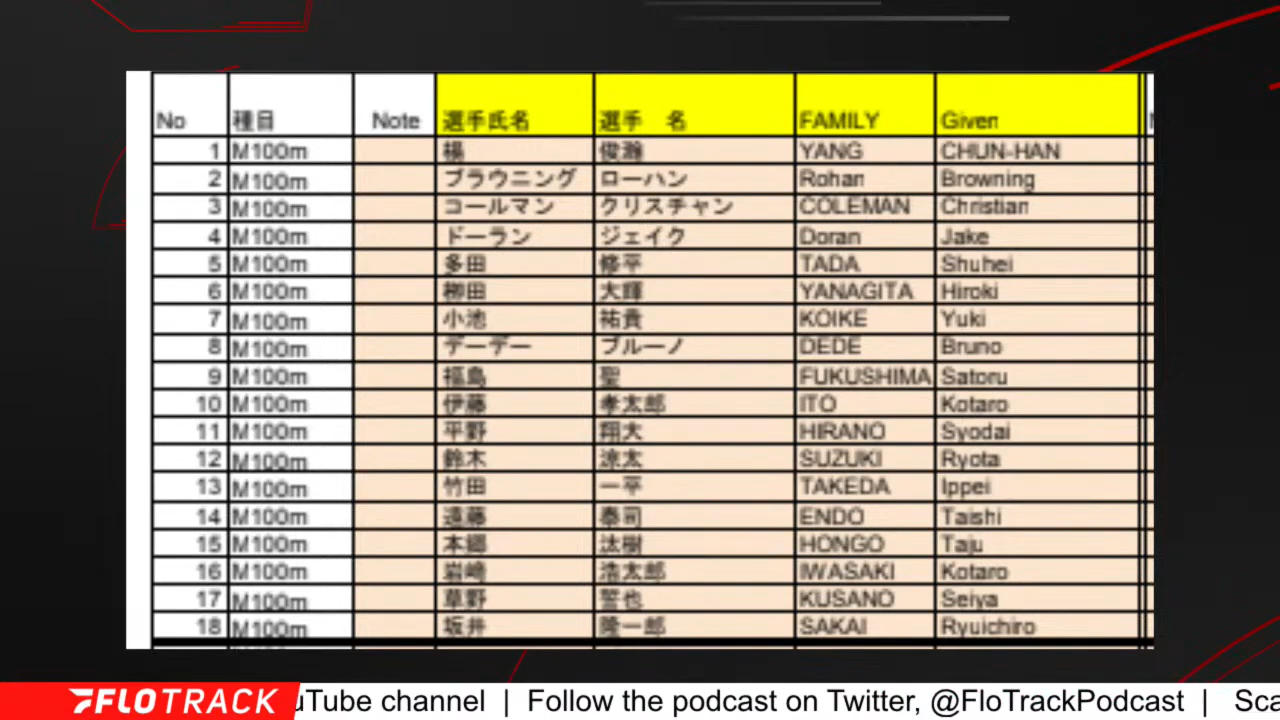 No 種目 Note 選手氏名 選手 名 FAMILY Given
1 M100m 楊 俊瀚 YANG CHUN-HAN
2 M100m ブラウニング ローハン Rohan Browning
3 M100m コールマン クリスチャン COLEMAN Christian
4 M100m ドーラン ジェイク Doran Jake
5 M100m 多田 修平 TADA Shuhei
6 M100m 柳田 大輝 YANAGITA Hiroki
7 M100m 小池 祐貴 KOIKE Yuki
8 M100m デーデー ブルーノ DEDE Bruno
9 M100m 福島 聖 FUKUSHIMA Satoru
10 M100m 伊藤 孝太郎 ITO Kotaro
11 M100m 平野 翔大 HIRANO Syodai
12 M100m 鈴木 涼太 SUZUKI Ryota
13 M100m 竹田 一平 TAKEDA Ippei
14 M100m 遠藤 泰司 ENDO Taishi
15 M100m 本郷 汰樹 HONGO Taju
16 M100m 岩崎 浩太郎 IWASAKI Kotaro
17 M100m 草野 誓也 KUSANO Seiya
18 M100m 坂井 隆一郎 SAKAI Ryuichiro
FLOTRACK uTube channel | Follow the podcast on Twitter, @FloTrackPodcast | Sca